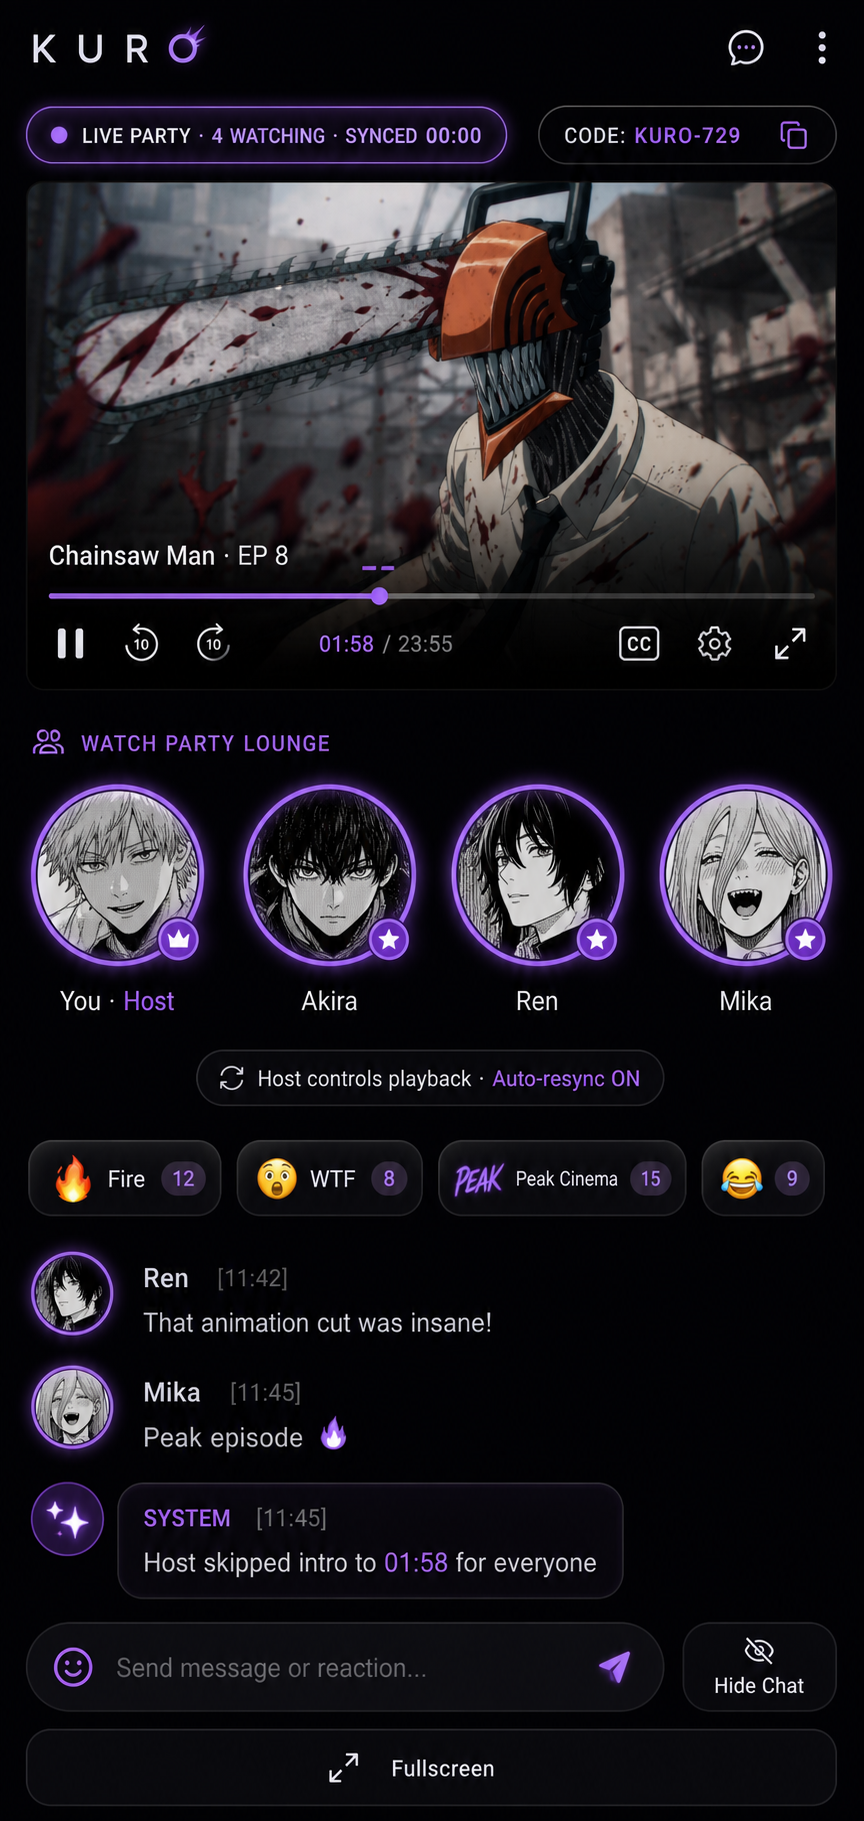 KURO
LIVE PARTY · 4 WATCHING · SYNCED 00:00
CODE: KURO-729
Chainsaw Man · EP 8
10
10
01:58 / 23:55
CC
WATCH PARTY LOUNGE
You · Host
Akira
Ren
Mika
Host controls playback · Auto-resync ON
Fire 12
WTF 8
PEAK Peak Cinema 15
9
Ren [11:42]
That animation cut was insane!
Mika [11:45]
Peak episode
SYSTEM [11:45]
Host skipped intro to 01:58 for everyone
Send message or reaction...
Hide Chat
Fullscreen